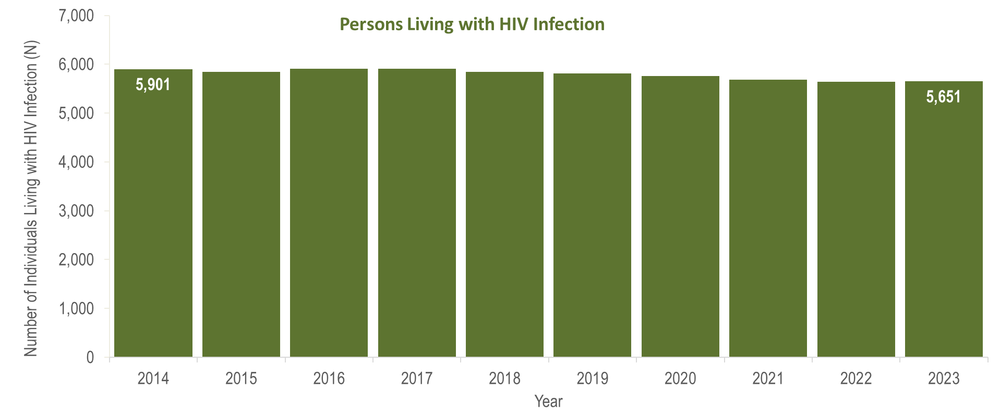 Persons Living with HIV Infection
Number of Individuals Living with HIV Infection (N)
7,000
6,000
5,000
4,000
3,000
2,000
1,000
0
5,901
5,651
2014 2015 2016 2017 2018 2019 2020 2021 2022 2023
Year